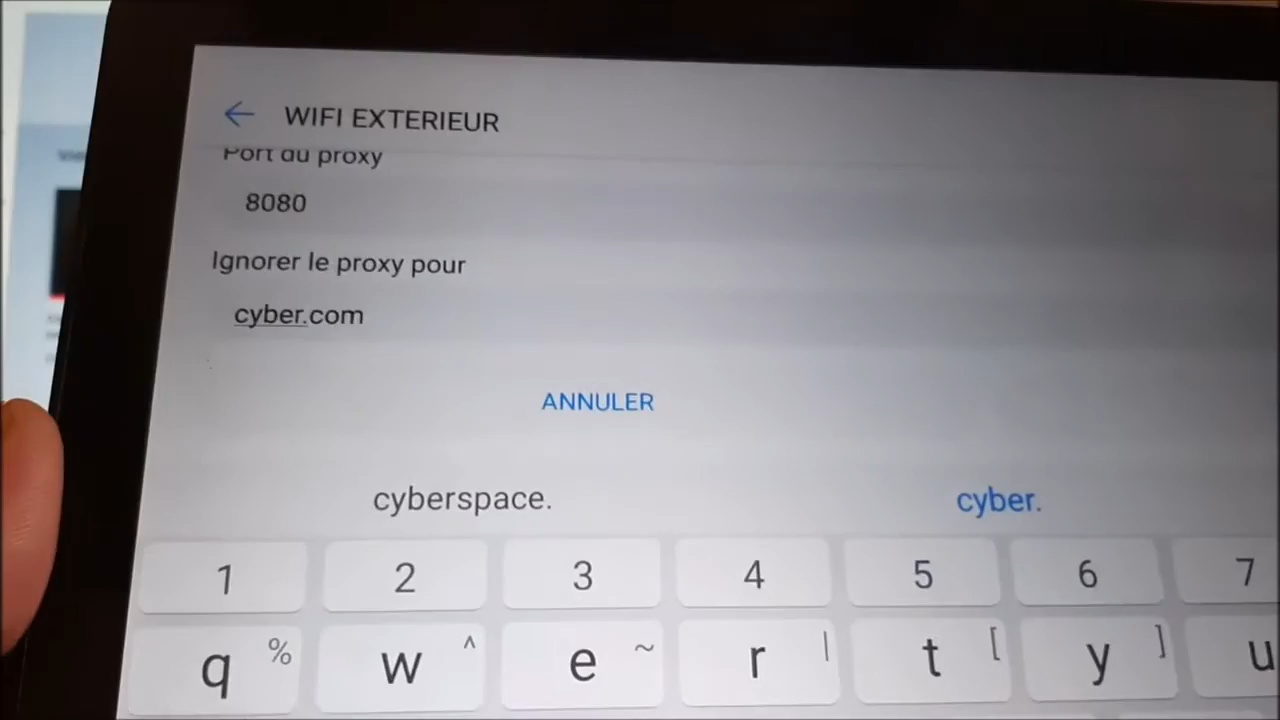 WIFI EXTERIEUR
Port du proxy
8080
Ignorer le proxy pour
cyber.com
ANNULER
cyberspace. cyber.
1 2 3 4 5 6 7
q % w ^ e ~ r | t [ y ] u